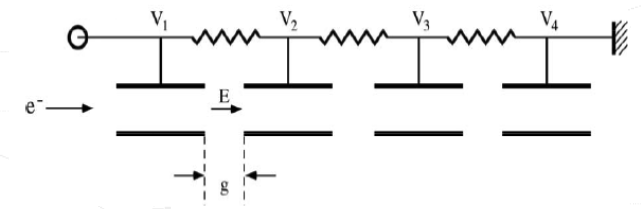 V₁ V₂ V₃ V₄
e⁻ E
g